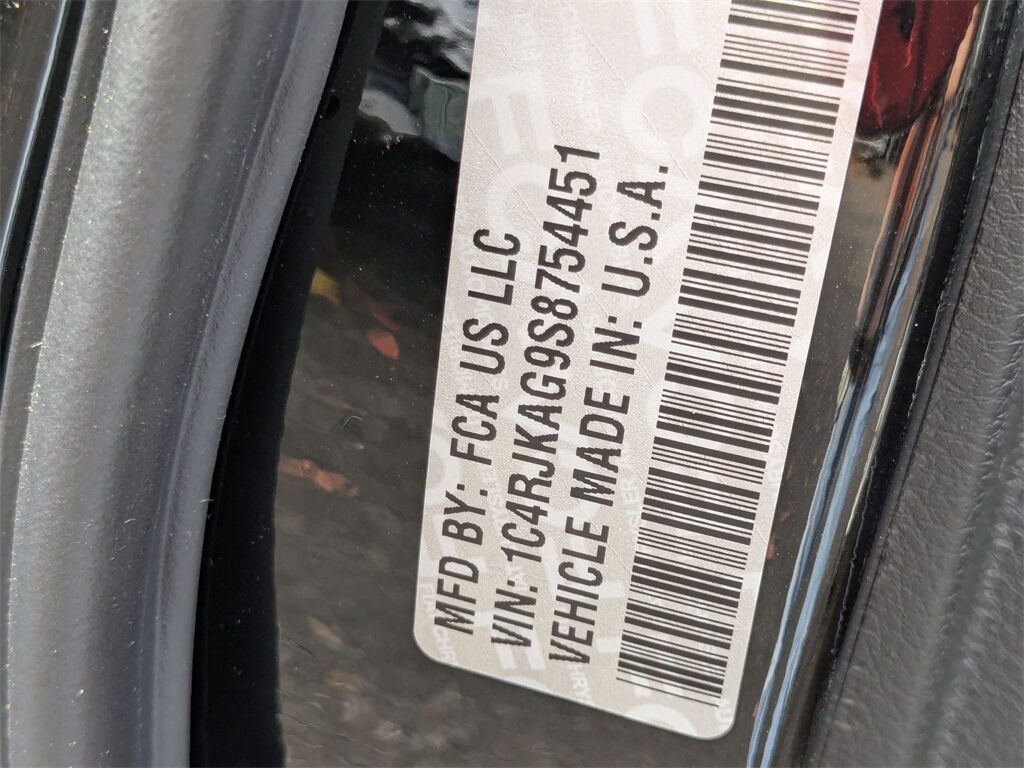 MFD BY: FCA US LLC
VIN: 1C4RJKAG9S8754451
VEHICLE MADE IN: U.S.A.